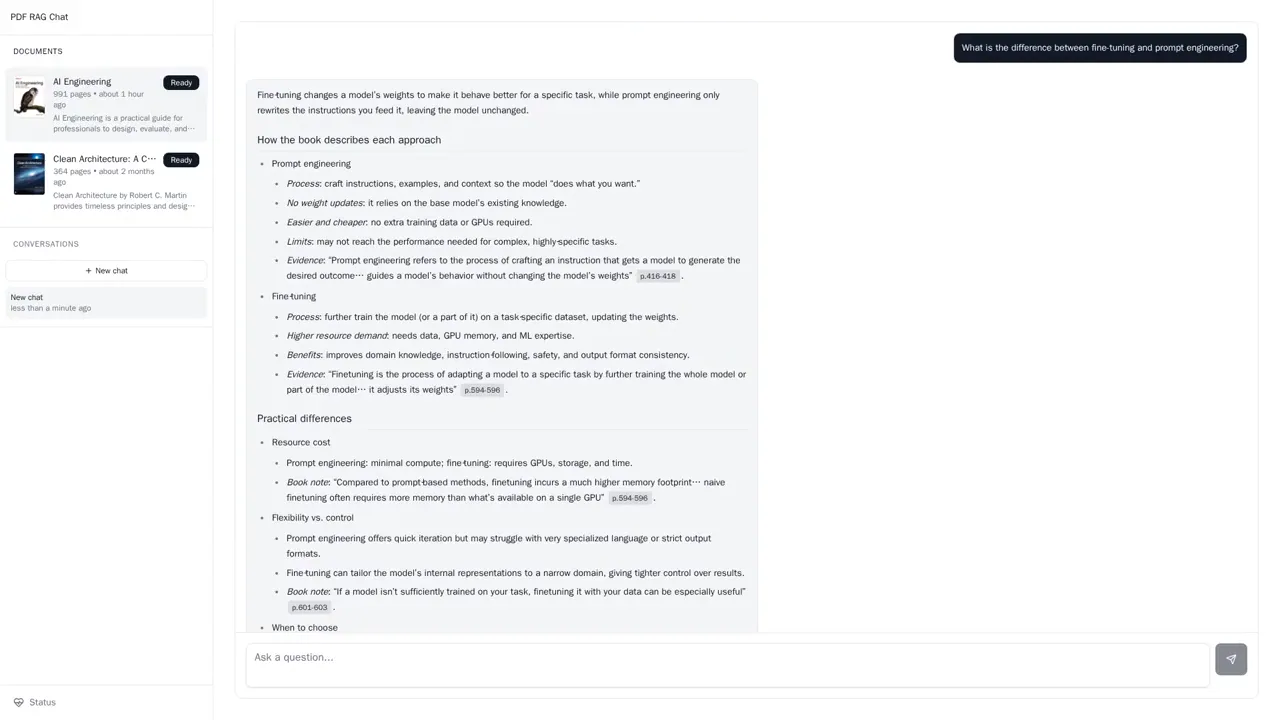 PDF RAG Chat
DOCUMENTS
AI Engineering
Ready
991 pages • about 1 hour
ago
AI Engineering is a practical guide for
professionals to design, evaluate, and⋯
Clean Architecture: A C⋯
Ready
364 pages • about 2 months
ago
Clean Architecture by Robert C. Martin
provides timeless principles and desig⋯
CONVERSATIONS
+ New chat
New chat
less than a minute ago
Status
What is the difference between fine-tuning and prompt engineering?
Fine-tuning changes a model's weights to make it behave better for a specific task, while prompt engineering only
rewrites the instructions you feed it, leaving the model unchanged.
How the book describes each approach
• Prompt engineering
• Process: craft instructions, examples, and context so the model “does what you want.”
• No weight updates: it relies on the base model's existing knowledge.
• Easier and cheaper: no extra training data or GPUs required.
• Limits: may not reach the performance needed for complex, highly-specific tasks.
• Evidence: “Prompt engineering refers to the process of crafting an instruction that gets a model to generate the
desired outcome⋯ guides a model's behavior without changing the model's weights” p.416-418 .
• Fine-tuning
• Process: further train the model (or a part of it) on a task-specific dataset, updating the weights.
• Higher resource demand: needs data, GPU memory, and ML expertise.
• Benefits: improves domain knowledge, instruction-following, safety, and output format consistency.
• Evidence: “Finetuning is the process of adapting a model to a specific task by further training the whole model or
part of the model⋯ it adjusts its weights” p.594-596 .
Practical differences
• Resource cost
• Prompt engineering: minimal compute; fine-tuning: requires GPUs, storage, and time.
• Book note: “Compared to prompt-based methods, finetuning incurs a much higher memory footprint⋯ naive
finetuning often requires more memory than what's available on a single GPU” p.594-596 .
• Flexibility vs. control
• Prompt engineering offers quick iteration but may struggle with very specialized language or strict output
formats.
• Fine-tuning can tailor the model's internal representations to a narrow domain, giving tighter control over results.
• Book note: “If a model isn't sufficiently trained on your task, finetuning it with your data can be especially useful”
p.601-603 .
• When to choose
Ask a question...